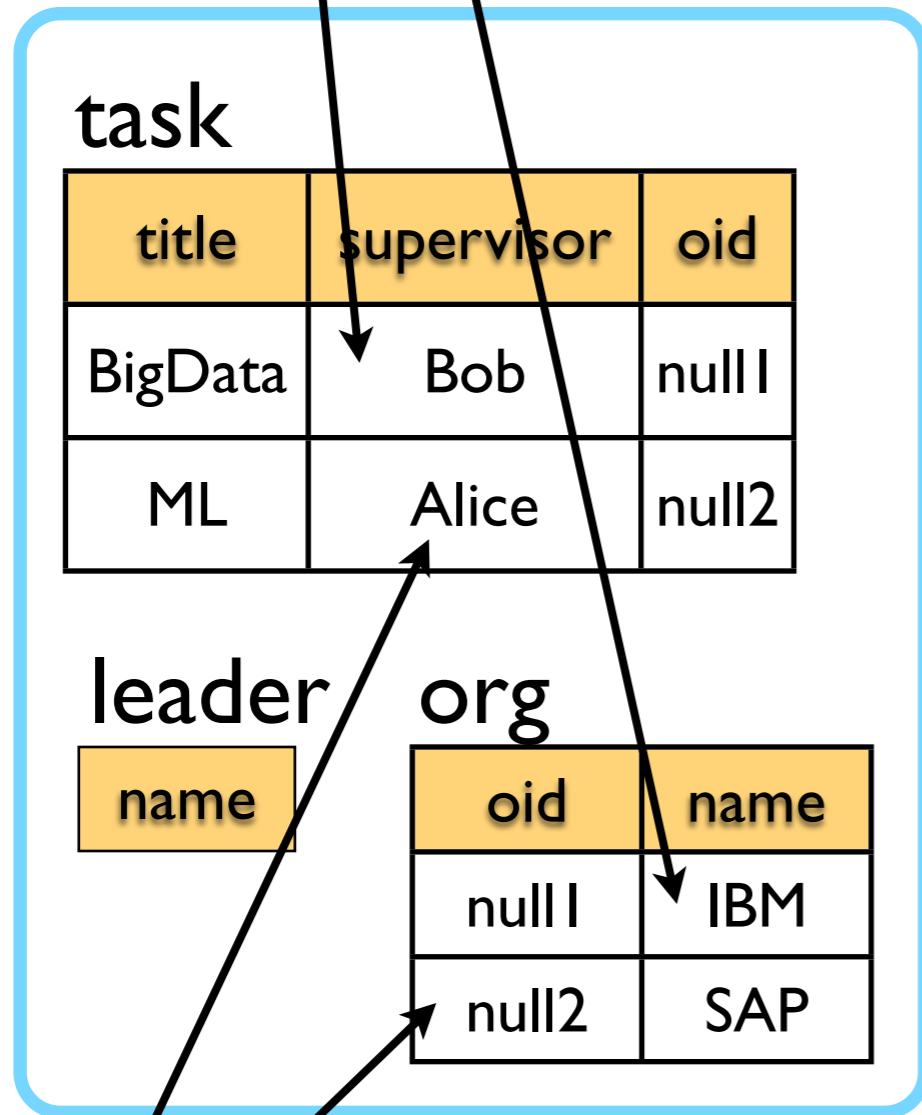 task
title supervisor oid
BigData Bob null1
ML Alice null2
leader org
name oid name
null1 IBM
null2 SAP